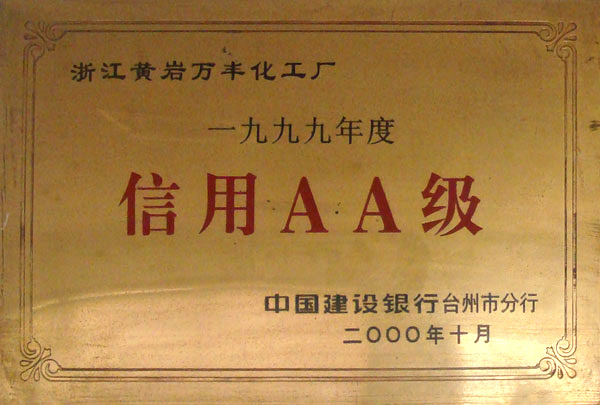 浙江黄岩万丰化工厂
一九九九年度
信用AA级
中国建设银行台州市分行
二〇〇〇年十月